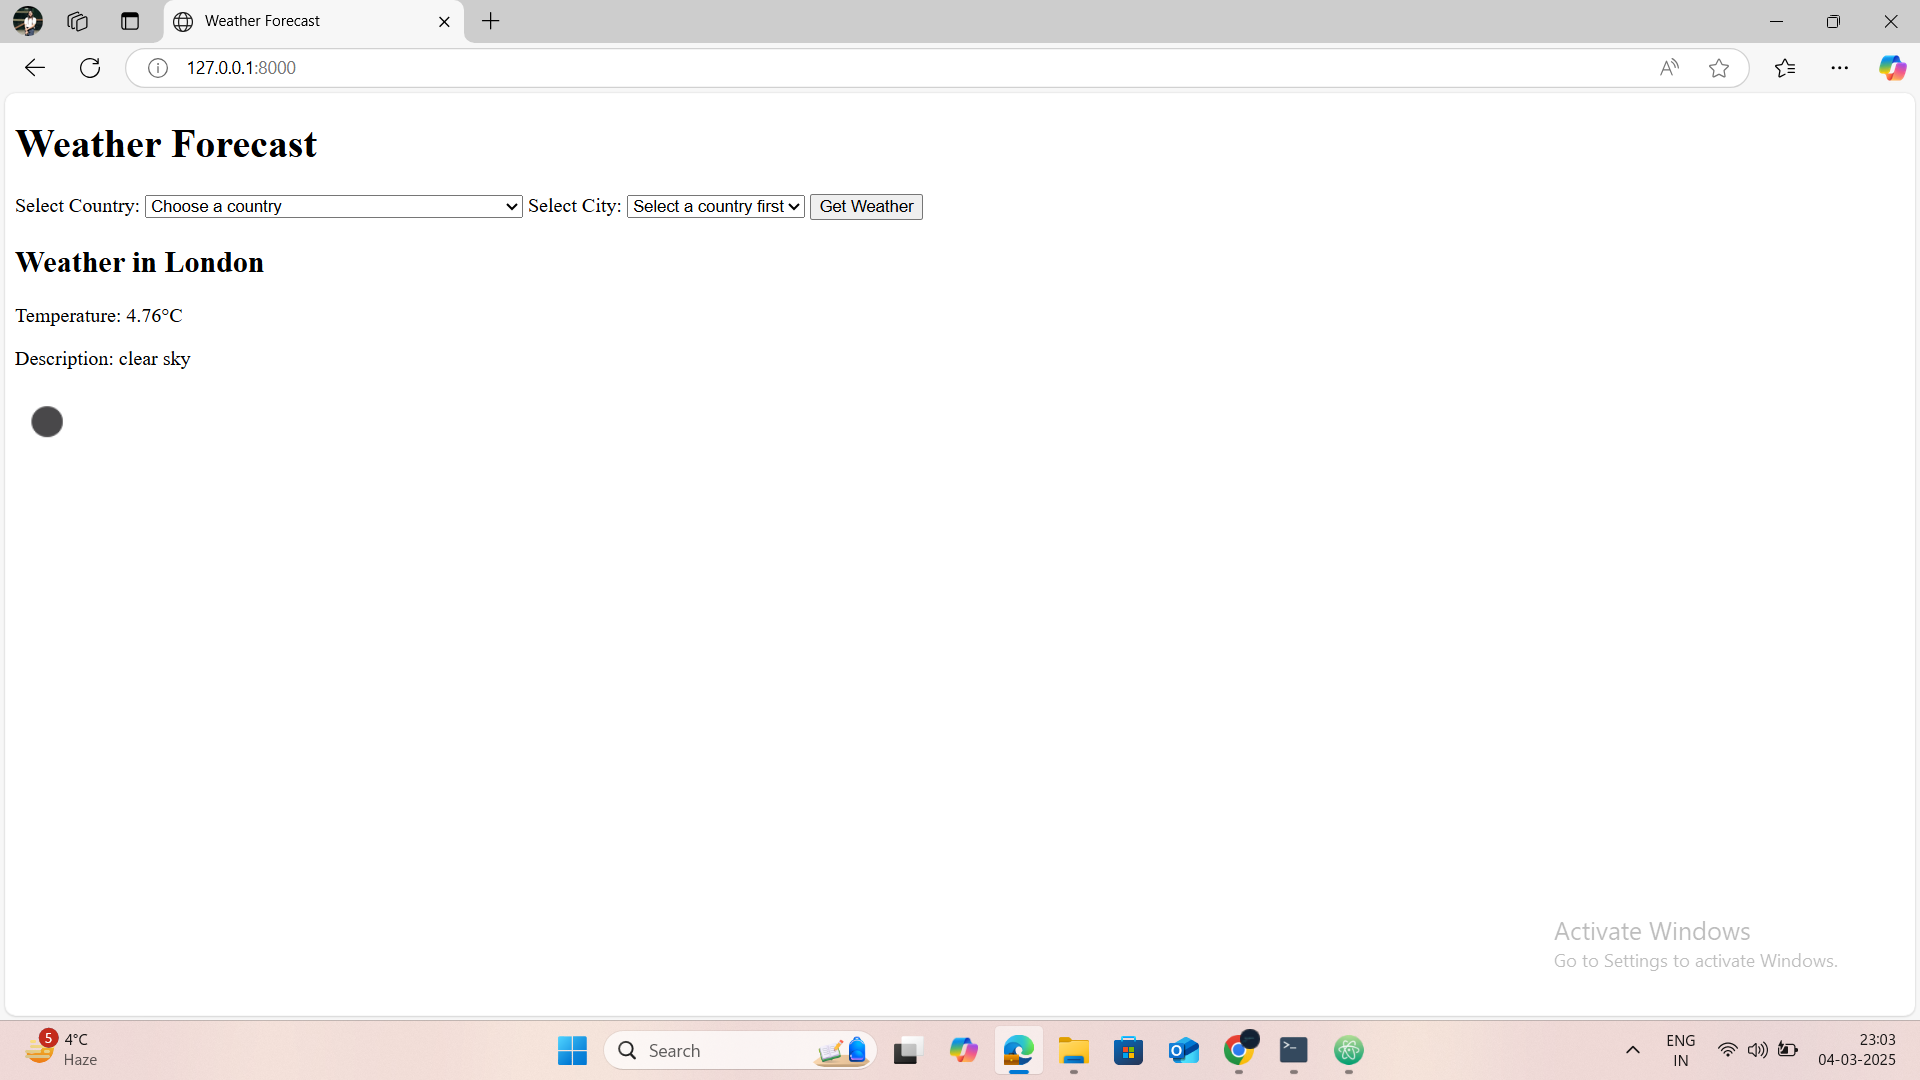 Weather Forecast
127.0.0.1:8000
Weather Forecast
Select Country: Choose a country Select City: Select a country first Get Weather
Weather in London
Temperature: 4.76°C
Description: clear sky
Activate Windows
Go to Settings to activate Windows.
5
4°C
Haze
Search
ENG
IN
23:03
04-03-2025